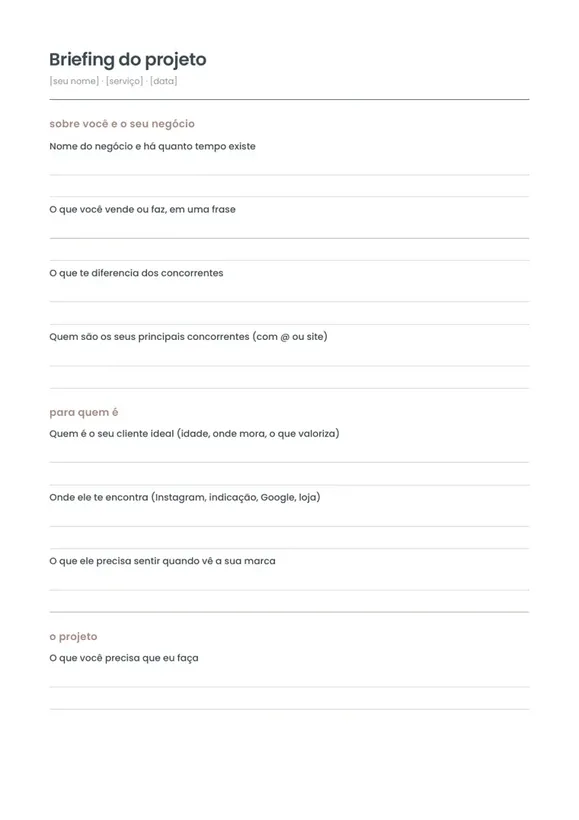 Briefing do projeto
[seu nome] · [serviço] · [data]
sobre você e o seu negócio
Nome do negócio e há quanto tempo existe
O que você vende ou faz, em uma frase
O que te diferencia dos concorrentes
Quem são os seus principais concorrentes (com @ ou site)
para quem é
Quem é o seu cliente ideal (idade, onde mora, o que valoriza)
Onde ele te encontra (Instagram, indicação, Google, loja)
O que ele precisa sentir quando vê a sua marca
o projeto
O que você precisa que eu faça